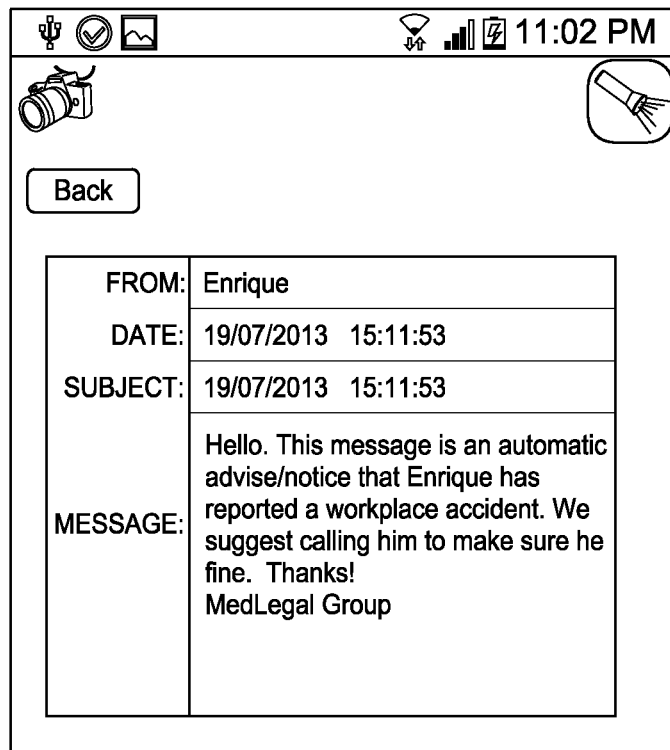 11:02 PM
Back
FROM: Enrique
DATE: 19/07/2013 15:11:53
SUBJECT: 19/07/2013 15:11:53
MESSAGE:
Hello. This message is an automatic
advise/notice that Enrique has
reported a workplace accident. We
suggest calling him to make sure he
fine. Thanks!
MedLegal Group